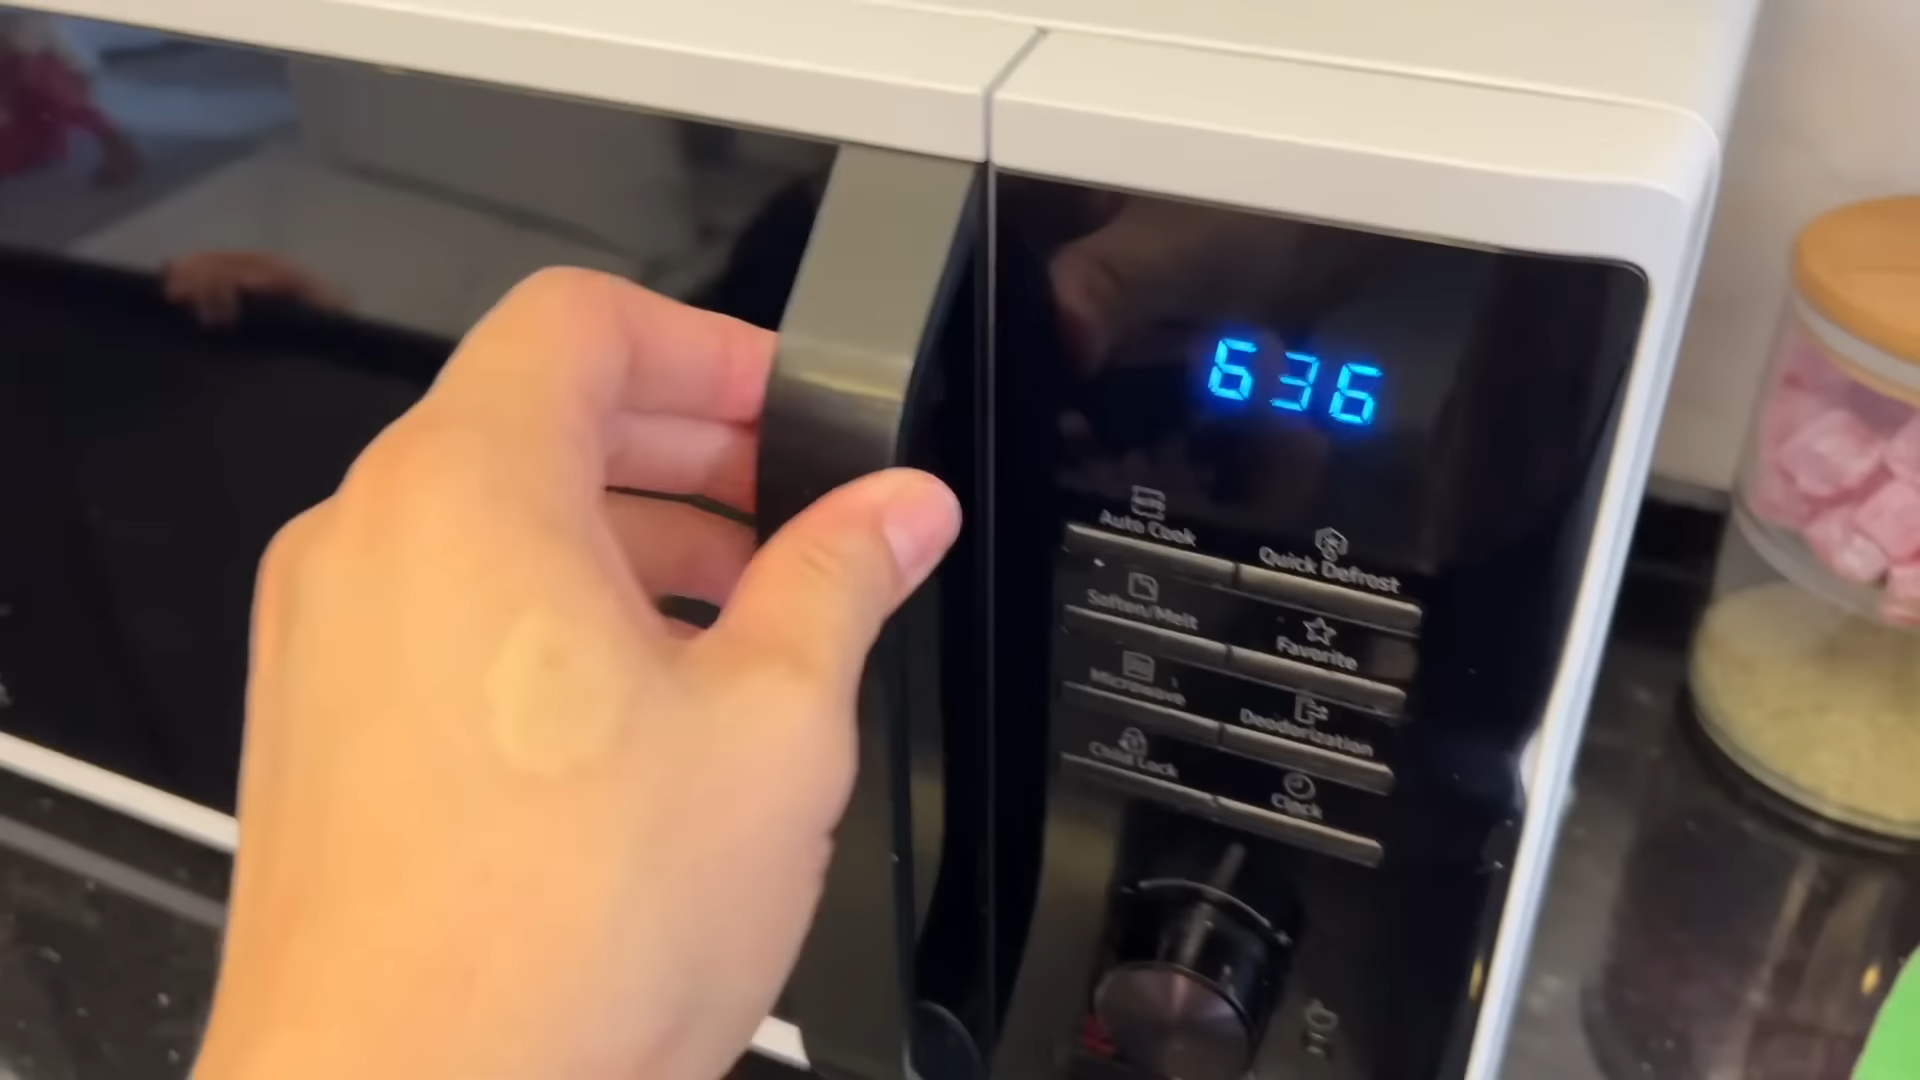 636
Auto Cook
Quick Defrost
Soften/Melt
Favorite
Microwave
Deodorization
Child Lock
Clock